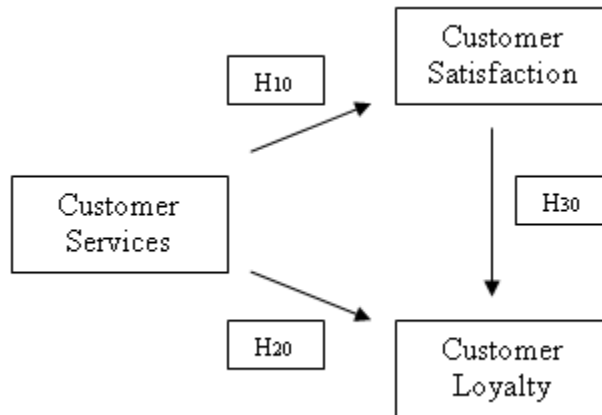 Customer
Satisfaction
H10
Customer
Services
H30
H20
Customer
Loyalty